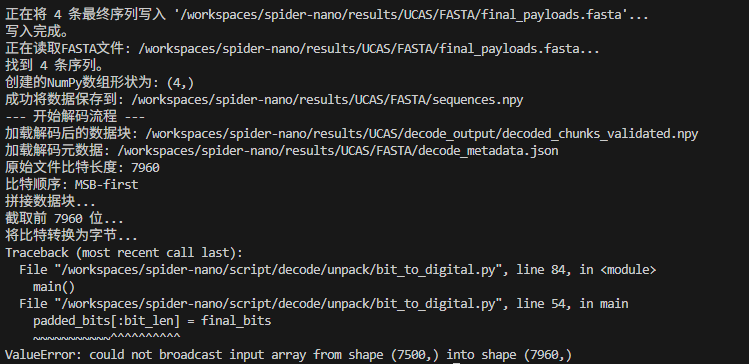 正在将 4 条最终序列写入 '/workspaces/spider-nano/results/UCAS/FASTA/final_payloads.fasta'...
写入完成。
正在读取FASTA文件: /workspaces/spider-nano/results/UCAS/FASTA/final_payloads.fasta...
找到 4 条序列。
创建的NumPy数组形状为: (4,)
成功将数据保存到: /workspaces/spider-nano/results/UCAS/FASTA/sequences.npy
--- 开始解码流程 ---
加载解码后的数据块: /workspaces/spider-nano/results/UCAS/decode_output/decoded_chunks_validated.npy
加载解码元数据: /workspaces/spider-nano/results/UCAS/FASTA/decode_metadata.json
原始文件比特长度: 7960
比特顺序: MSB-first
拼接数据块...
截取前 7960 位...
将比特转换为字节...
Traceback (most recent call last):
  File "/workspaces/spider-nano/script/decode/unpack/bit_to_digital.py", line 84, in <module>
    main()
  File "/workspaces/spider-nano/script/decode/unpack/bit_to_digital.py", line 54, in main
    padded_bits[:bit_len] = final_bits
    ~~~~~~~~~~~^^^^^^^^^^
ValueError: could not broadcast input array from shape (7500,) into shape (7960,)